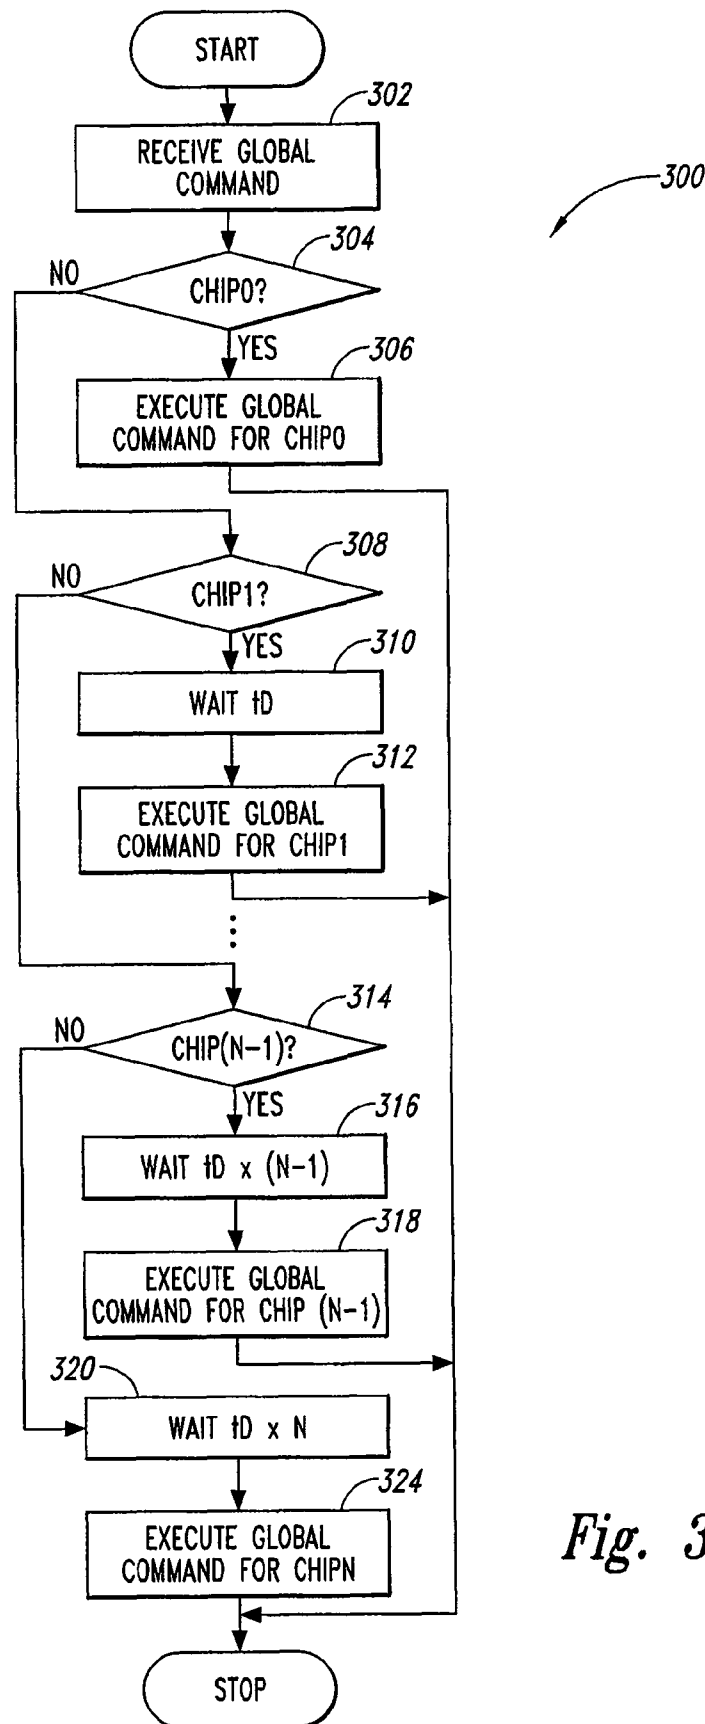 START
302
RECEIVE GLOBAL
COMMAND
300
304
NO
CHIP0?
YES
306
EXECUTE GLOBAL
COMMAND FOR CHIP0
308
NO
CHIP1?
YES
310
WAIT tD
312
EXECUTE GLOBAL
COMMAND FOR CHIP1
314
NO
CHIP(N-1)?
YES
316
WAIT tD x (N-1)
318
EXECUTE GLOBAL
COMMAND FOR CHIP (N-1)
320
WAIT tD x N
324
EXECUTE GLOBAL
COMMAND FOR CHIPN
Fig. 3
STOP